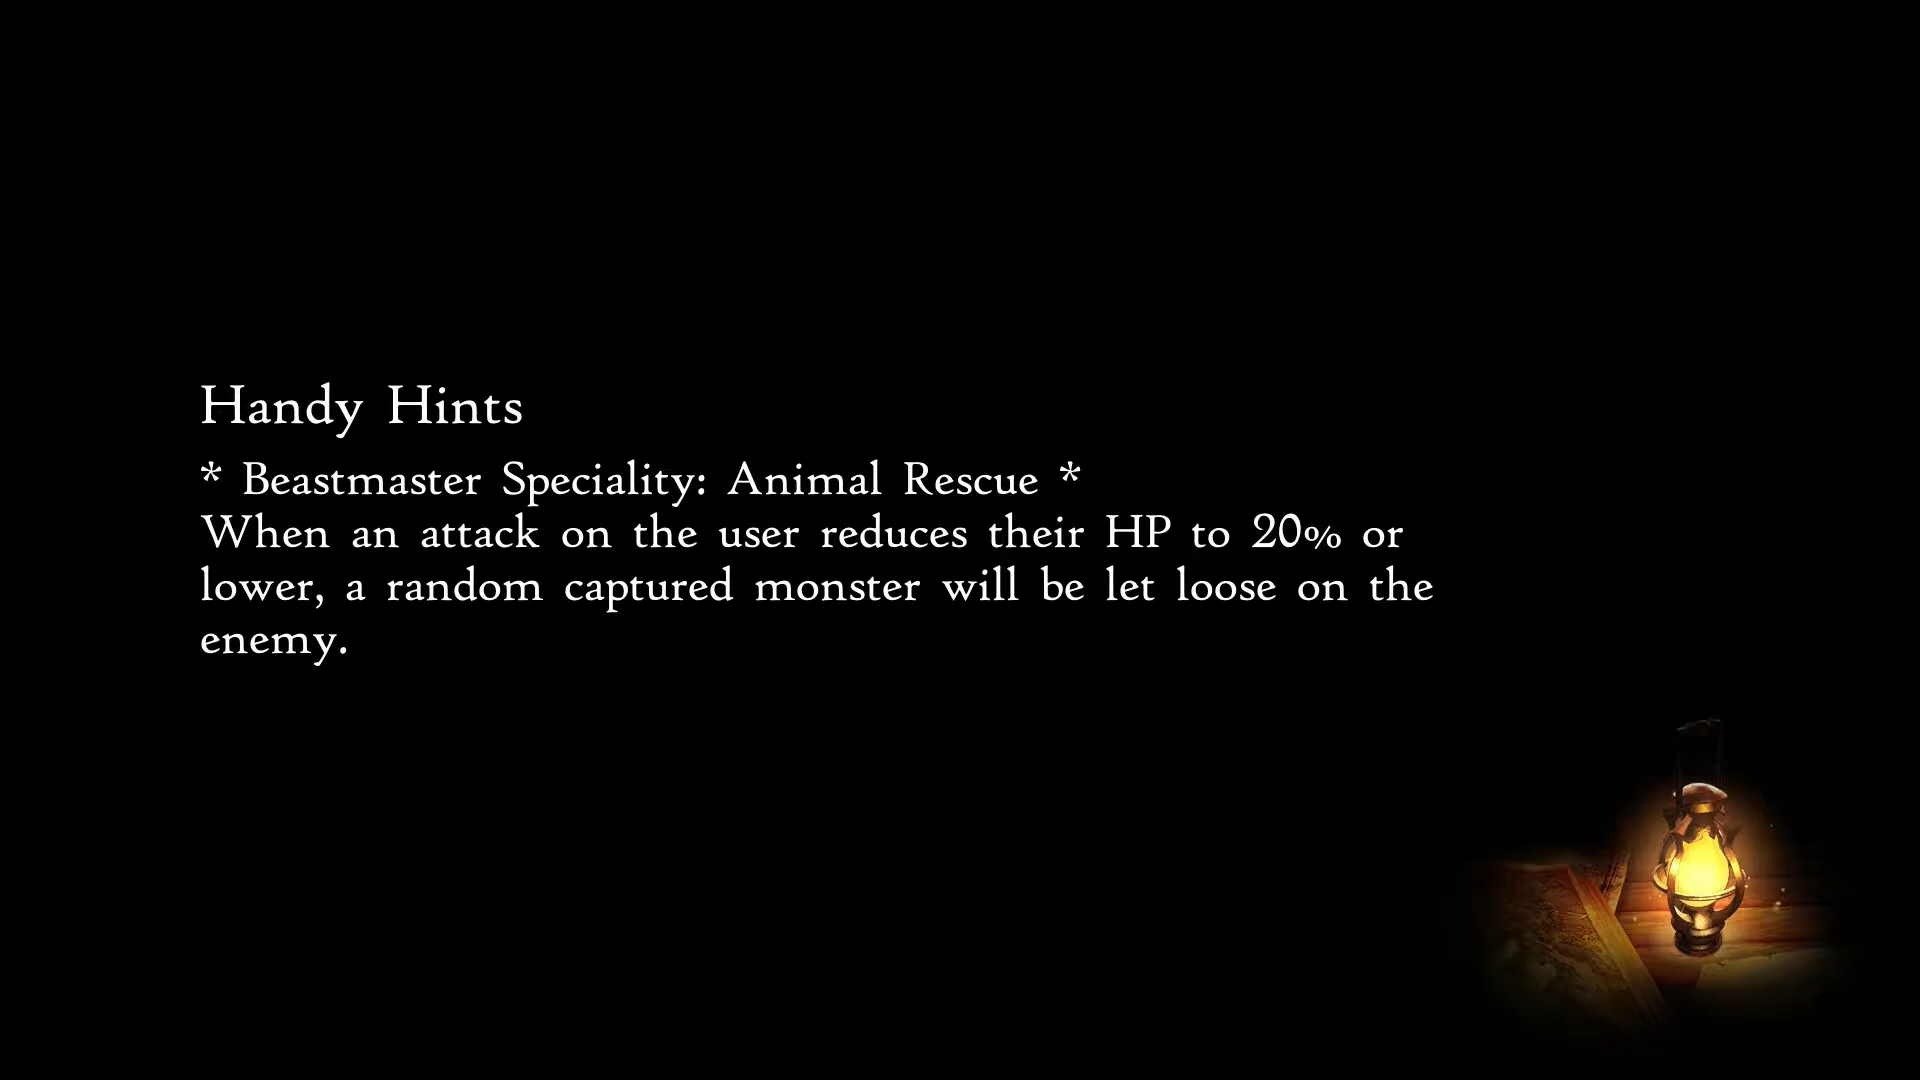 Handy Hints
* Beastmaster Speciality: Animal Rescue *
When an attack on the user reduces their HP to 20% or
lower, a random captured monster will be let loose on the
enemy.